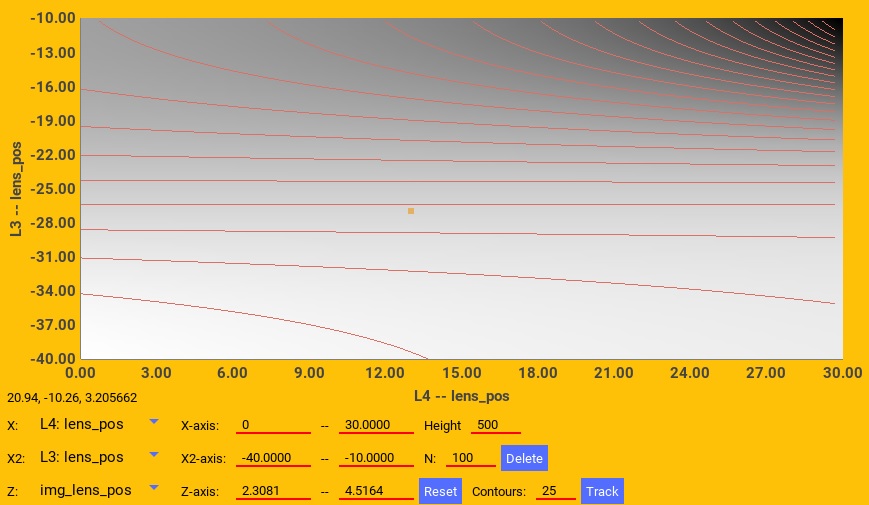 -10.00
-13.00
-16.00
-19.00
-22.00
-25.00
-28.00
-31.00
-34.00
-37.00
-40.00
L3 -- lens_pos
0.00 3.00 6.00 9.00 12.00 15.00 18.00 21.00 24.00 27.00 30.00
L4 -- lens_pos
20.94, -10.26, 3.205662
X: L4: lens_pos X-axis: 0 -- 30.0000 Height 500
X2: L3: lens_pos X2-axis: -40.0000 -- -10.0000 N: 100 Delete
Z: img_lens_pos Z-axis: 2.3081 -- 4.5164 Reset Contours: 25 Track